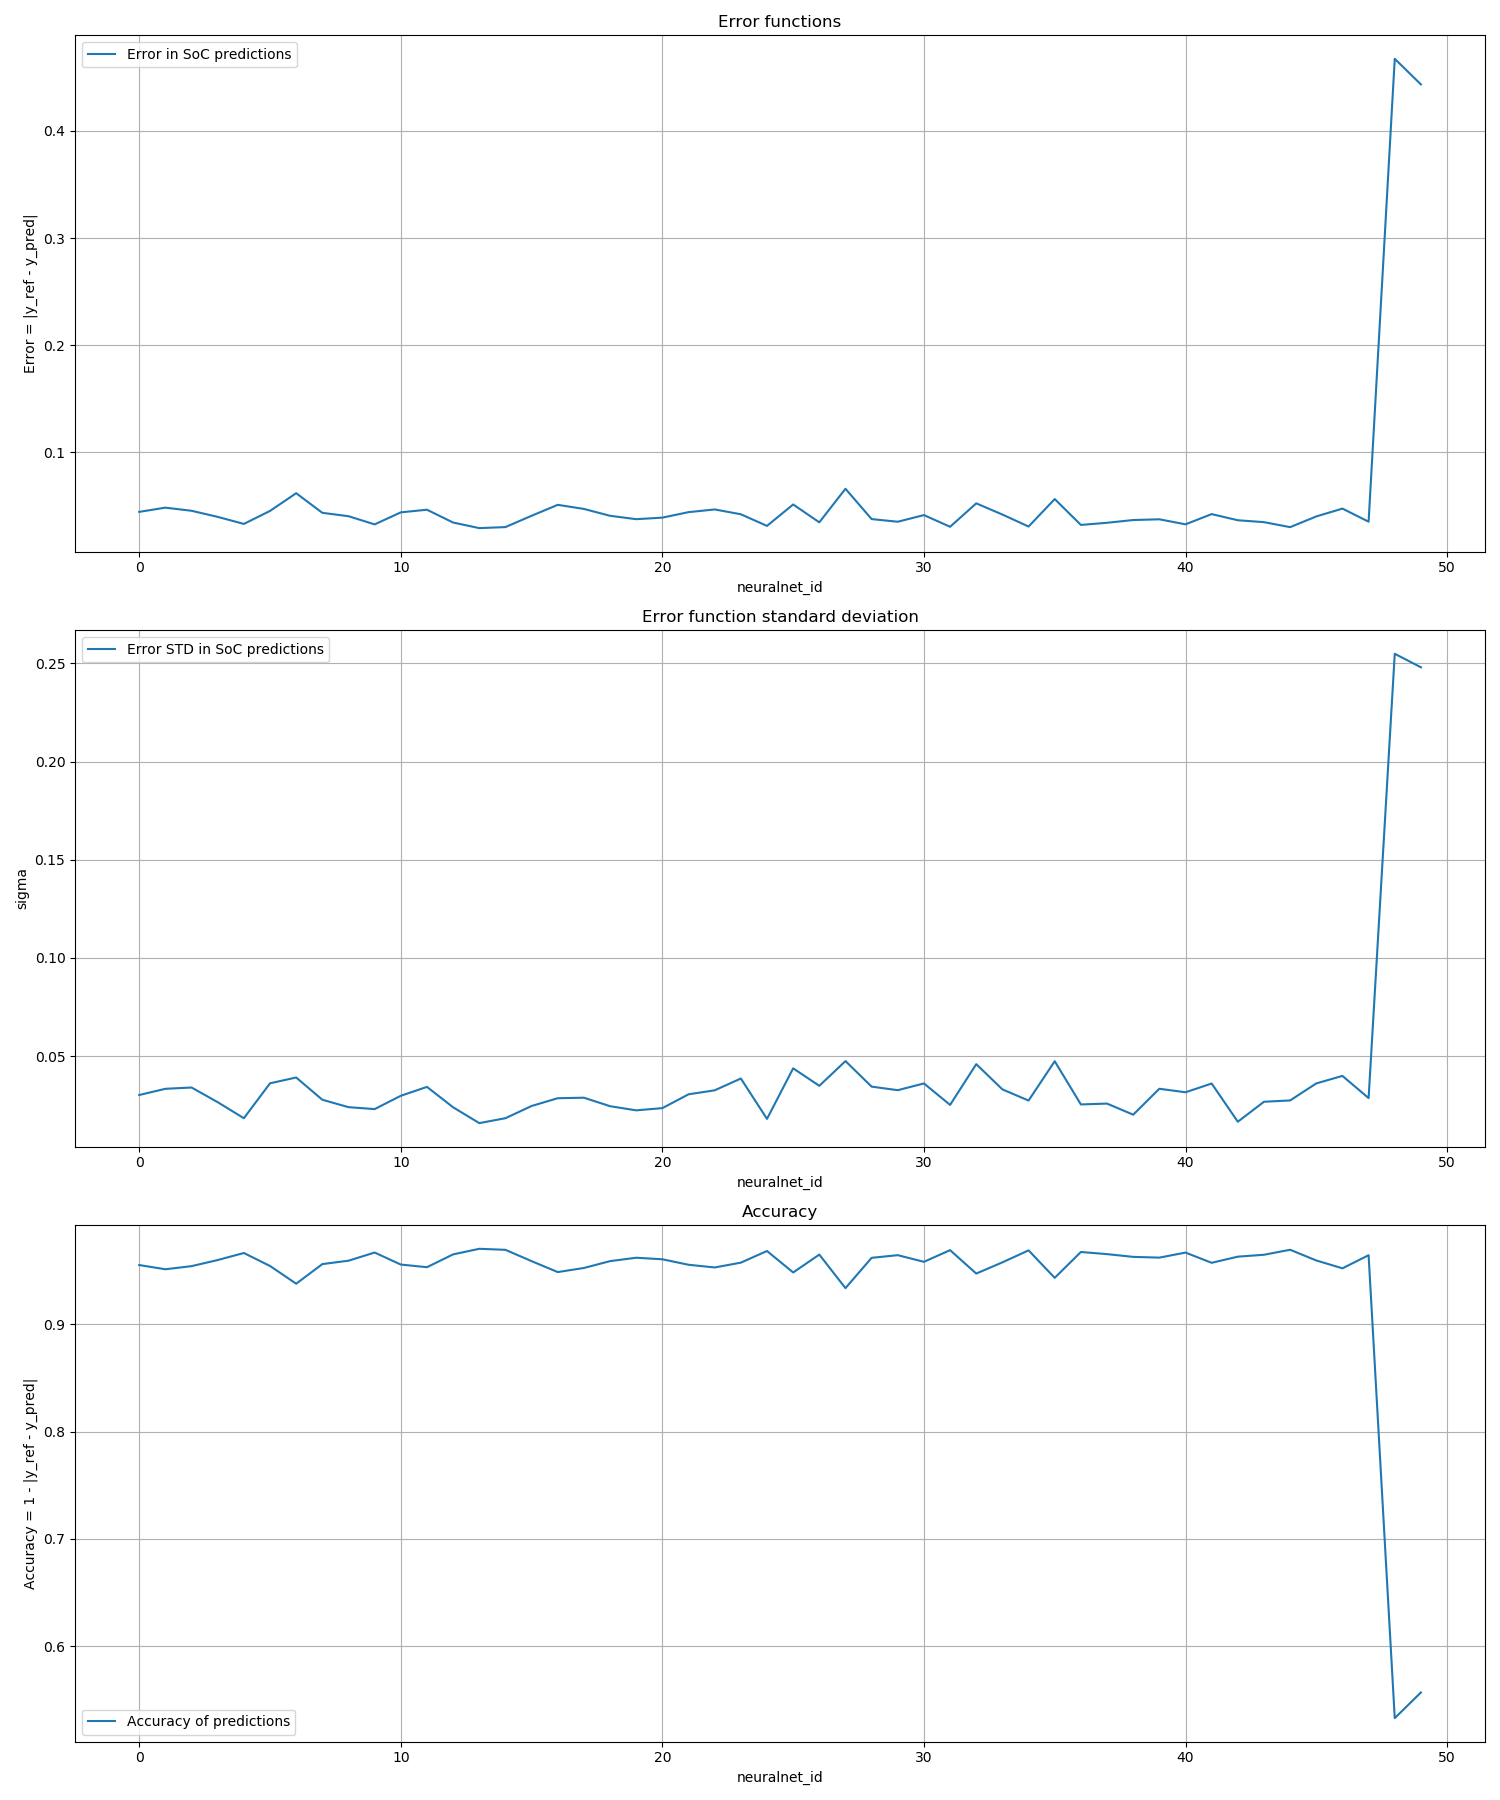 Error functions
Error in SoC predictions
Error = |y_ref - y_pred|
0.4
0.3
0.2
0.1
0 10 20 30 40 50
neuralnet_id
Error function standard deviation
Error STD in SoC predictions
sigma
0.25
0.20
0.15
0.10
0.05
0 10 20 30 40 50
neuralnet_id
Accuracy
Accuracy = 1 - |y_ref - y_pred|
0.9
0.8
0.7
0.6
Accuracy of predictions
0 10 20 30 40 50
neuralnet_id